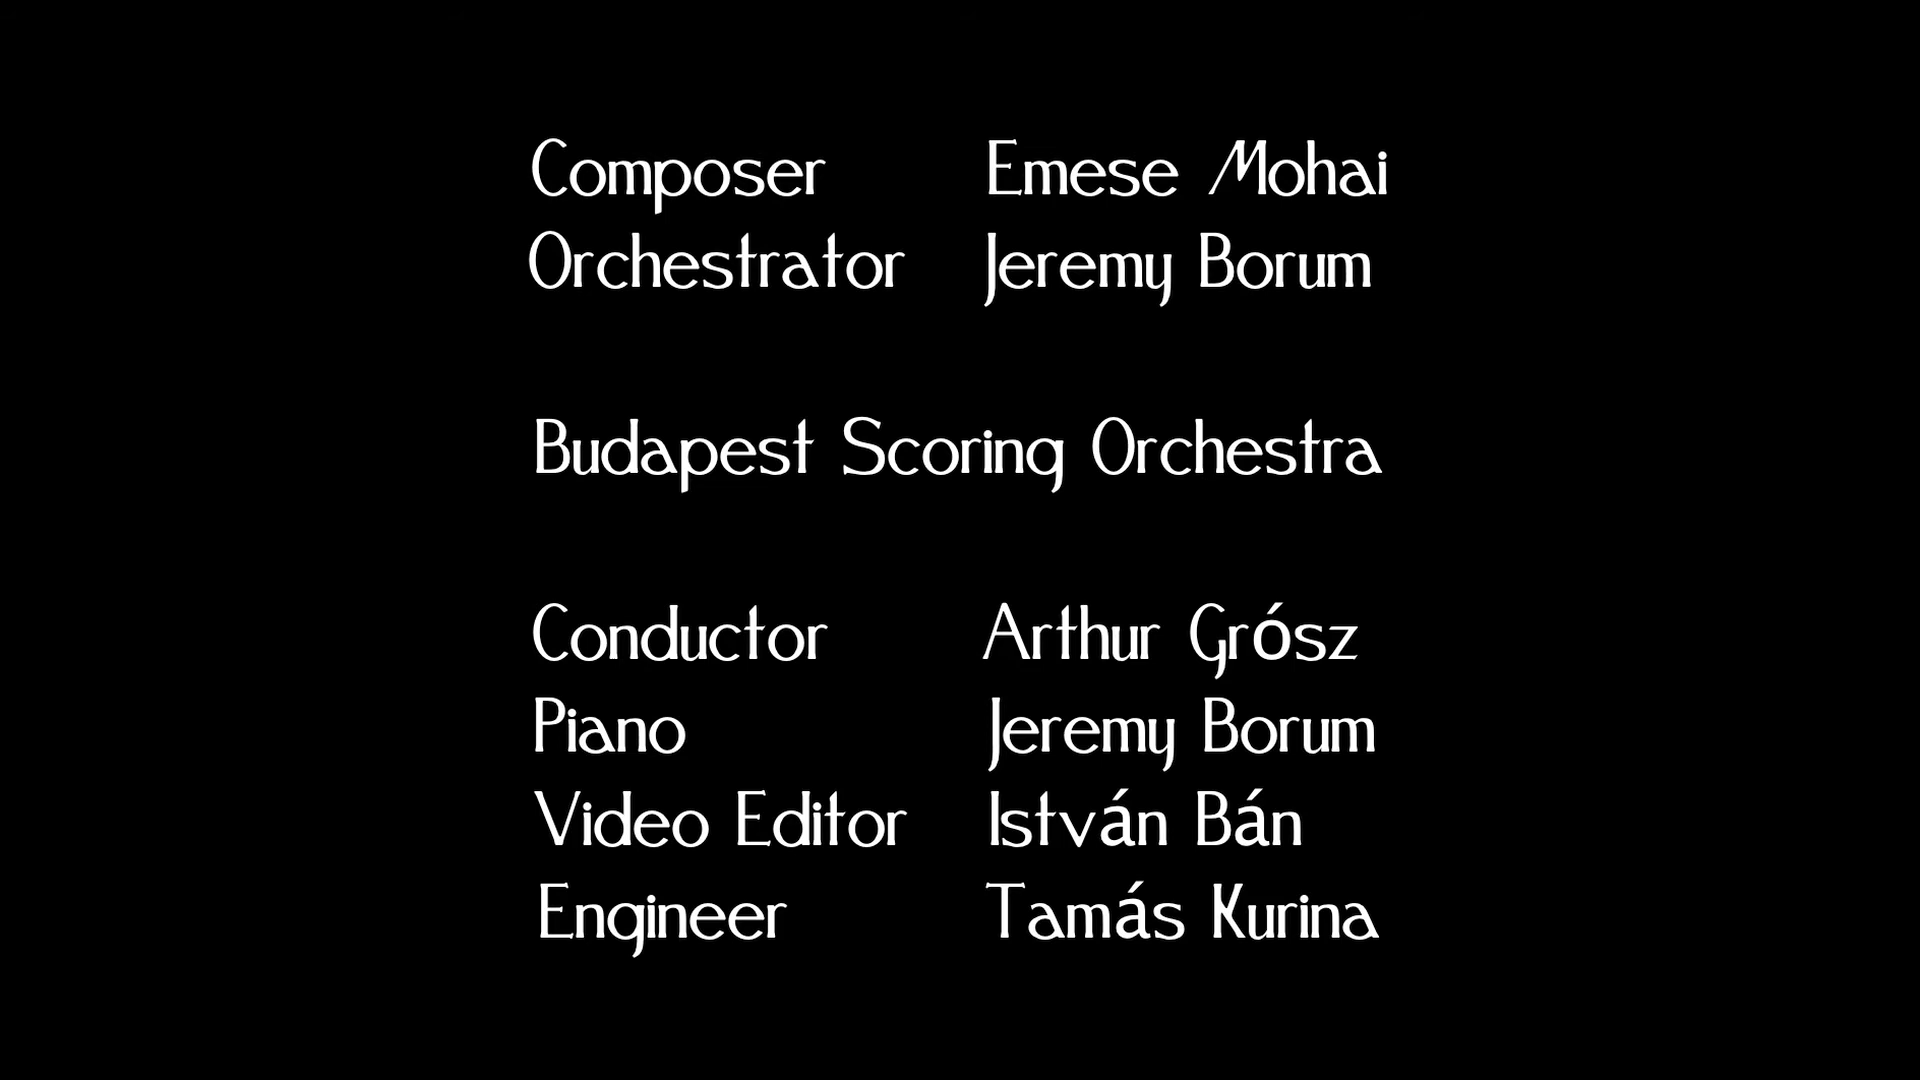 Composer Emese Mohai
Orchestrator Jeremy Borum
Budapest Scoring Orchestra
Conductor Arthur Grósz
Piano Jeremy Borum
Video Editor István Bán
Engineer Tamás Kurina